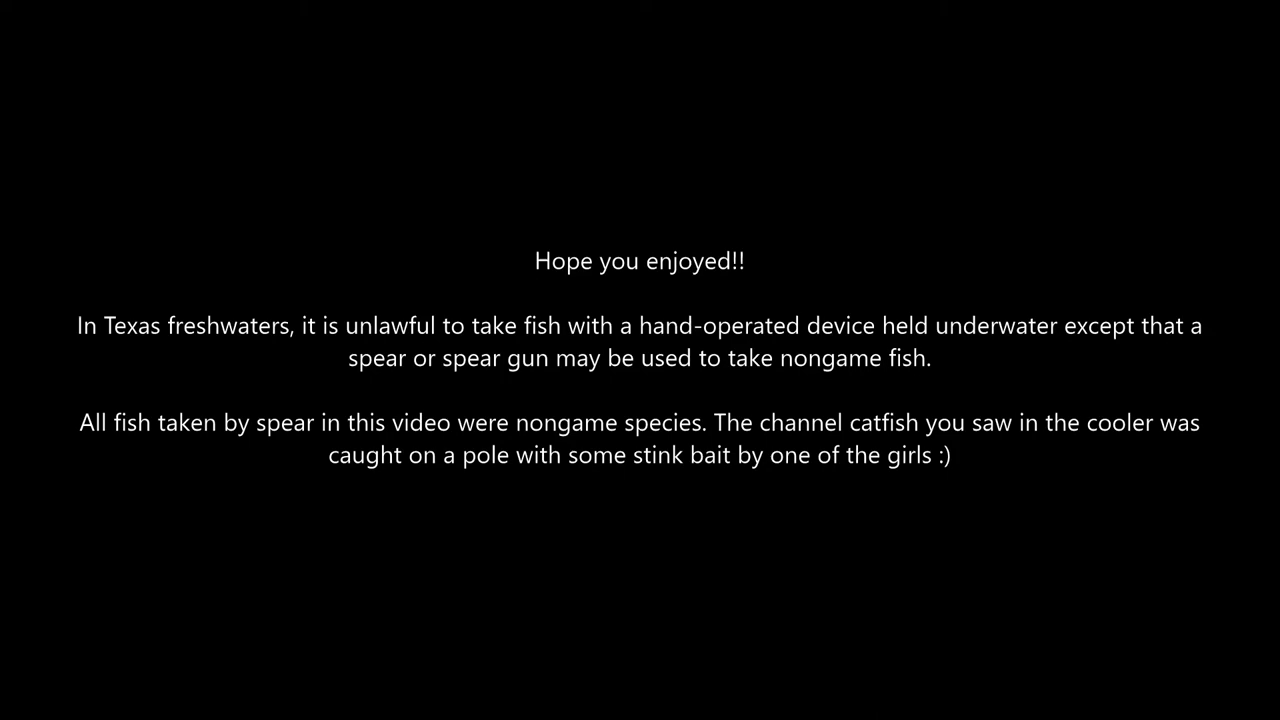 Hope you enjoyed!!
In Texas freshwaters, it is unlawful to take fish with a hand-operated device held underwater except that a
spear or spear gun may be used to take nongame fish.
All fish taken by spear in this video were nongame species. The channel catfish you saw in the cooler was
caught on a pole with some stink bait by one of the girls :)